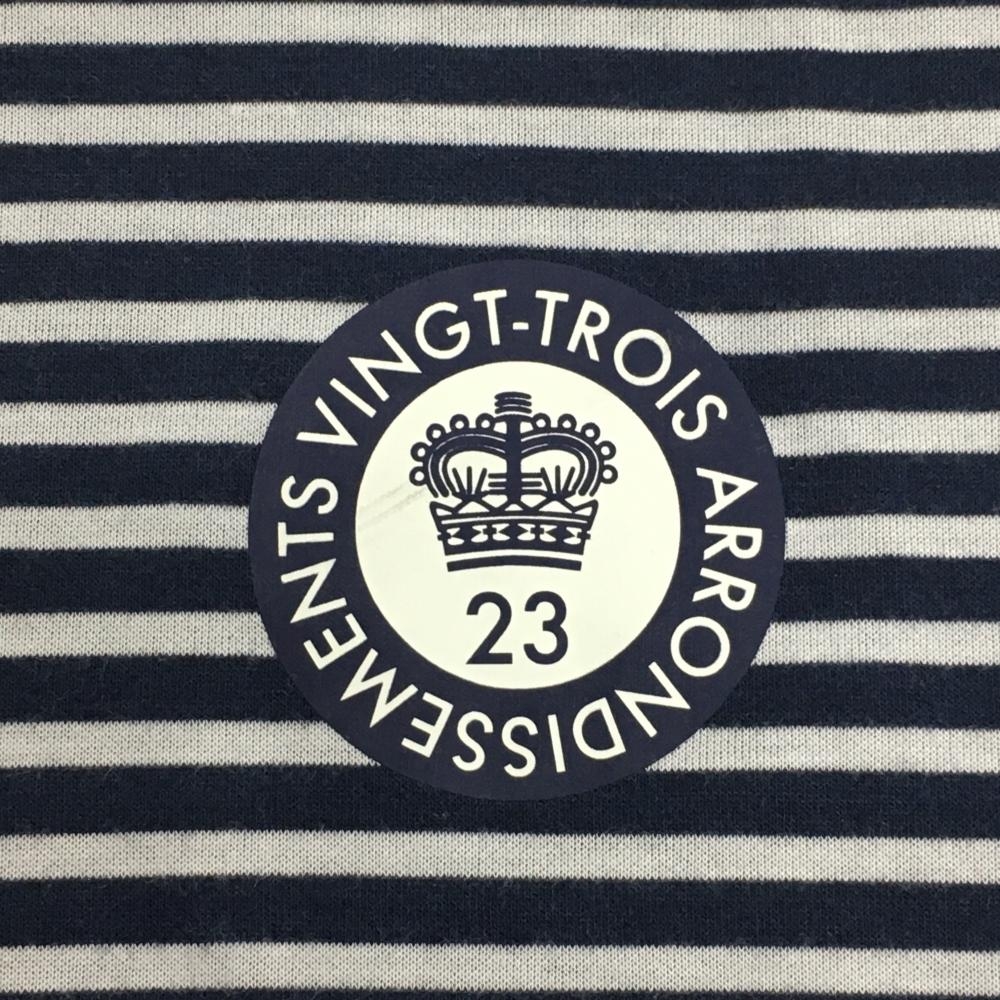 VINGT-TROIS ARRONDISSEMENTS
23